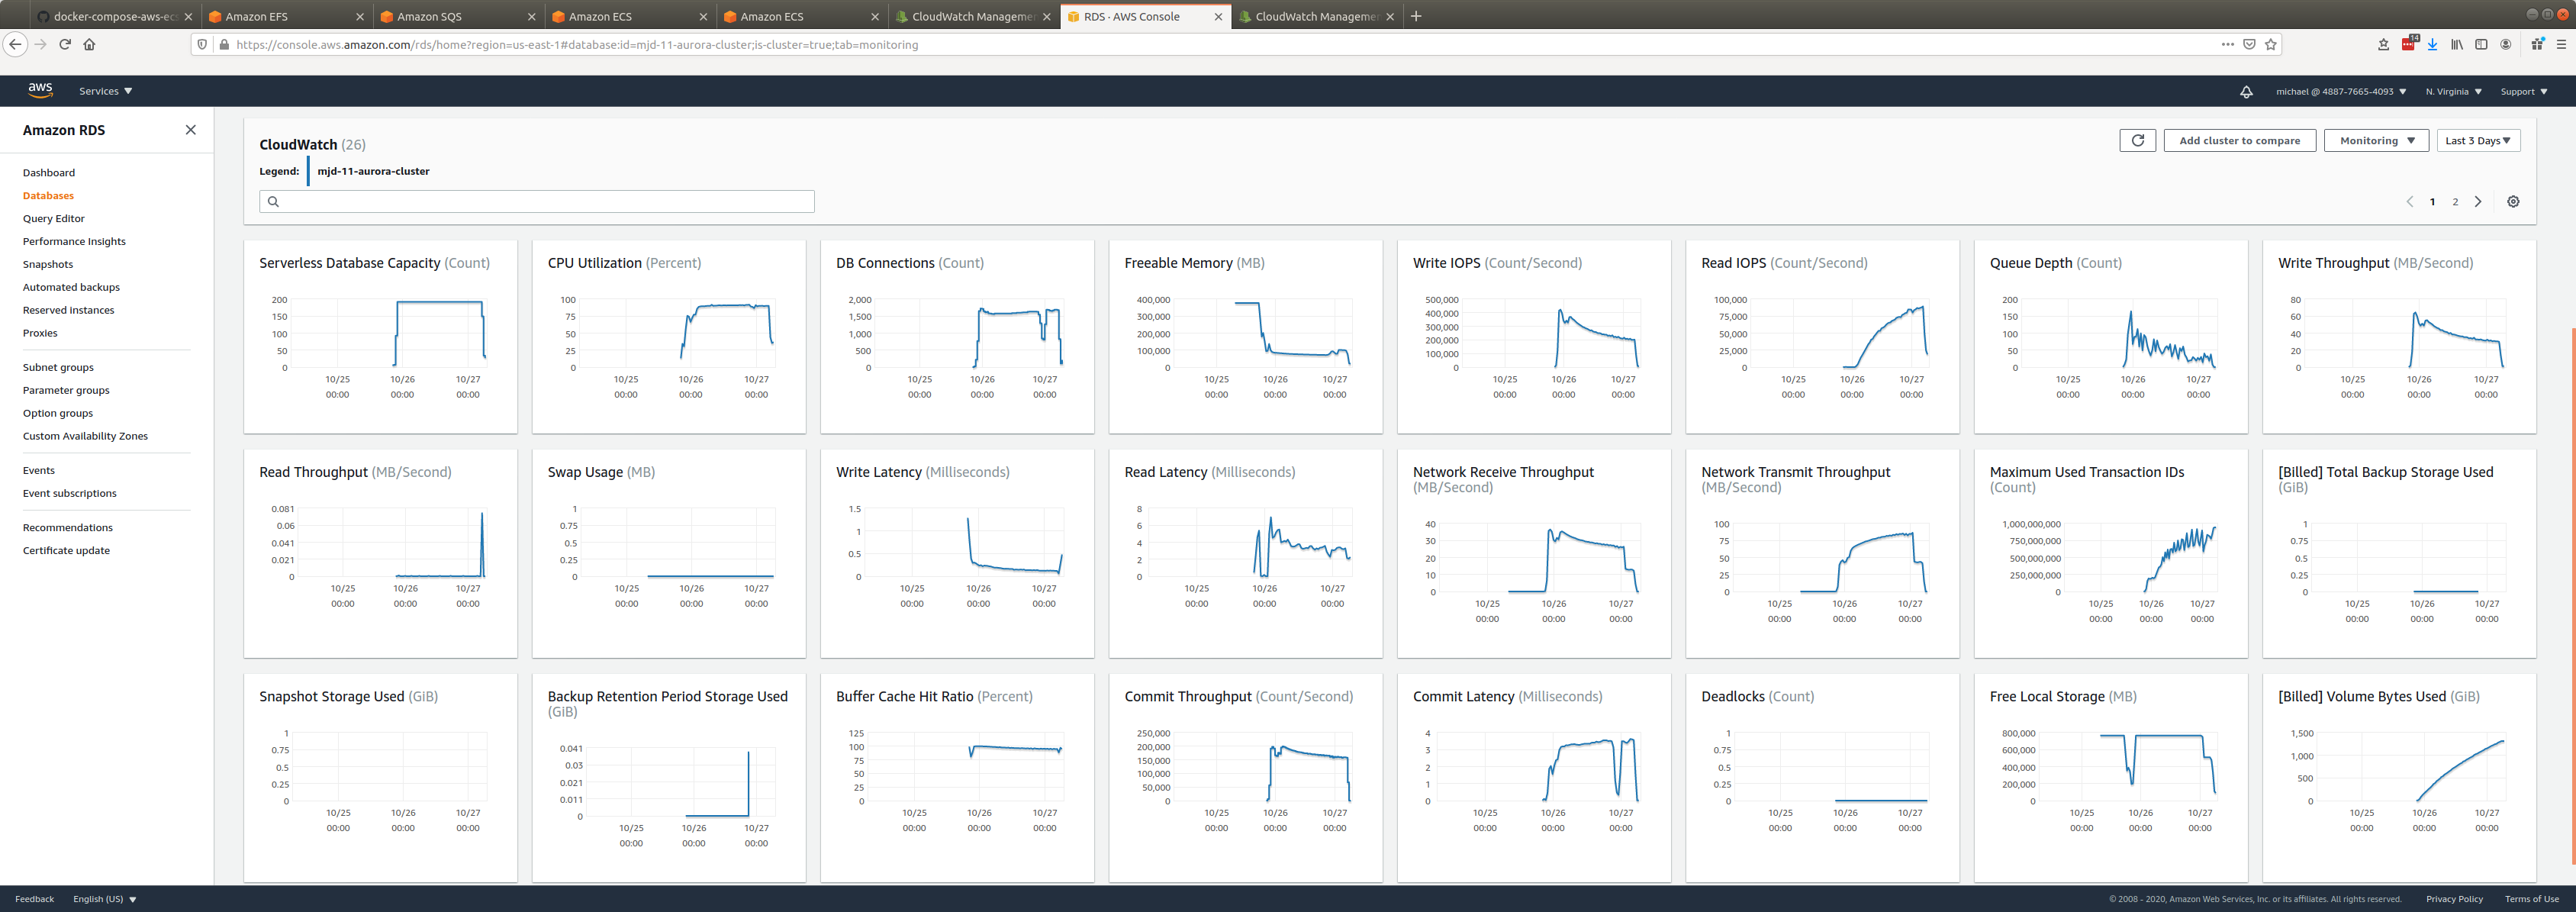 docker-compose-aws-ecs
Amazon EFS
Amazon SQS
Amazon ECS
Amazon ECS
CloudWatch Manageme
RDS · AWS Console
CloudWatch Manageme
https://console.aws.amazon.com/rds/home?region=us-east-1#database:id=mjd-11-aurora-cluster;is-cluster=true;tab=monitoring
14
aws
Services
michael @ 4887-7665-4093
N. Virginia
Support
Amazon RDS
Dashboard
Databases
Query Editor
Performance Insights
Snapshots
Automated backups
Reserved instances
Proxies
Subnet groups
Parameter groups
Option groups
Custom Availability Zones
Events
Event subscriptions
Recommendations
Certificate update
CloudWatch (26)
Add cluster to compare
Monitoring
Last 3 Days
Legend: mjd-11-aurora-cluster
1 2
Serverless Database Capacity (Count)
200
150
100
50
0
10/25 10/26 10/27
00:00 00:00 00:00
CPU Utilization (Percent)
100
75
50
25
0
10/25 10/26 10/27
00:00 00:00 00:00
DB Connections (Count)
2,000
1,500
1,000
500
0
10/25 10/26 10/27
00:00 00:00 00:00
Freeable Memory (MB)
400,000
300,000
200,000
100,000
0
10/25 10/26 10/27
00:00 00:00 00:00
Write IOPS (Count/Second)
500,000
400,000
300,000
200,000
100,000
0
10/25 10/26 10/27
00:00 00:00 00:00
Read IOPS (Count/Second)
100,000
75,000
50,000
25,000
0
10/25 10/26 10/27
00:00 00:00 00:00
Queue Depth (Count)
200
150
100
50
0
10/25 10/26 10/27
00:00 00:00 00:00
Write Throughput (MB/Second)
80
60
40
20
0
10/25 10/26 10/27
00:00 00:00 00:00
Read Throughput (MB/Second)
0.081
0.06
0.041
0.021
0
10/25 10/26 10/27
00:00 00:00 00:00
Swap Usage (MB)
1
0.75
0.5
0.25
0
10/25 10/26 10/27
00:00 00:00 00:00
Write Latency (Milliseconds)
1.5
1
0.5
0
10/25 10/26 10/27
00:00 00:00 00:00
Read Latency (Milliseconds)
8
6
4
2
0
10/25 10/26 10/27
00:00 00:00 00:00
Network Receive Throughput
(MB/Second)
40
30
20
10
0
10/25 10/26 10/27
00:00 00:00 00:00
Network Transmit Throughput
(MB/Second)
100
75
50
25
0
10/25 10/26 10/27
00:00 00:00 00:00
Maximum Used Transaction IDs
(Count)
1,000,000,000
750,000,000
500,000,000
250,000,000
0
10/25 10/26 10/27
00:00 00:00 00:00
[Billed] Total Backup Storage Used
(GiB)
1
0.75
0.5
0.25
0
10/25 10/26 10/27
00:00 00:00 00:00
Snapshot Storage Used (GiB)
1
0.75
0.5
0.25
0
10/25 10/26 10/27
00:00 00:00 00:00
Backup Retention Period Storage Used
(GiB)
0.041
0.03
0.021
0.011
0
10/25 10/26 10/27
00:00 00:00 00:00
Buffer Cache Hit Ratio (Percent)
125
100
75
50
25
0
10/25 10/26 10/27
00:00 00:00 00:00
Commit Throughput (Count/Second)
250,000
200,000
150,000
100,000
50,000
0
10/25 10/26 10/27
00:00 00:00 00:00
Commit Latency (Milliseconds)
4
3
2
1
0
10/25 10/26 10/27
00:00 00:00 00:00
Deadlocks (Count)
1
0.75
0.5
0.25
0
10/25 10/26 10/27
00:00 00:00 00:00
Free Local Storage (MB)
800,000
600,000
400,000
200,000
0
10/25 10/26 10/27
00:00 00:00 00:00
[Billed] Volume Bytes Used (GiB)
1,500
1,000
500
0
10/25 10/26 10/27
00:00 00:00 00:00
Feedback
English (US)
© 2008 - 2020, Amazon Web Services, Inc. or its affiliates. All rights reserved.
Privacy Policy
Terms of Use